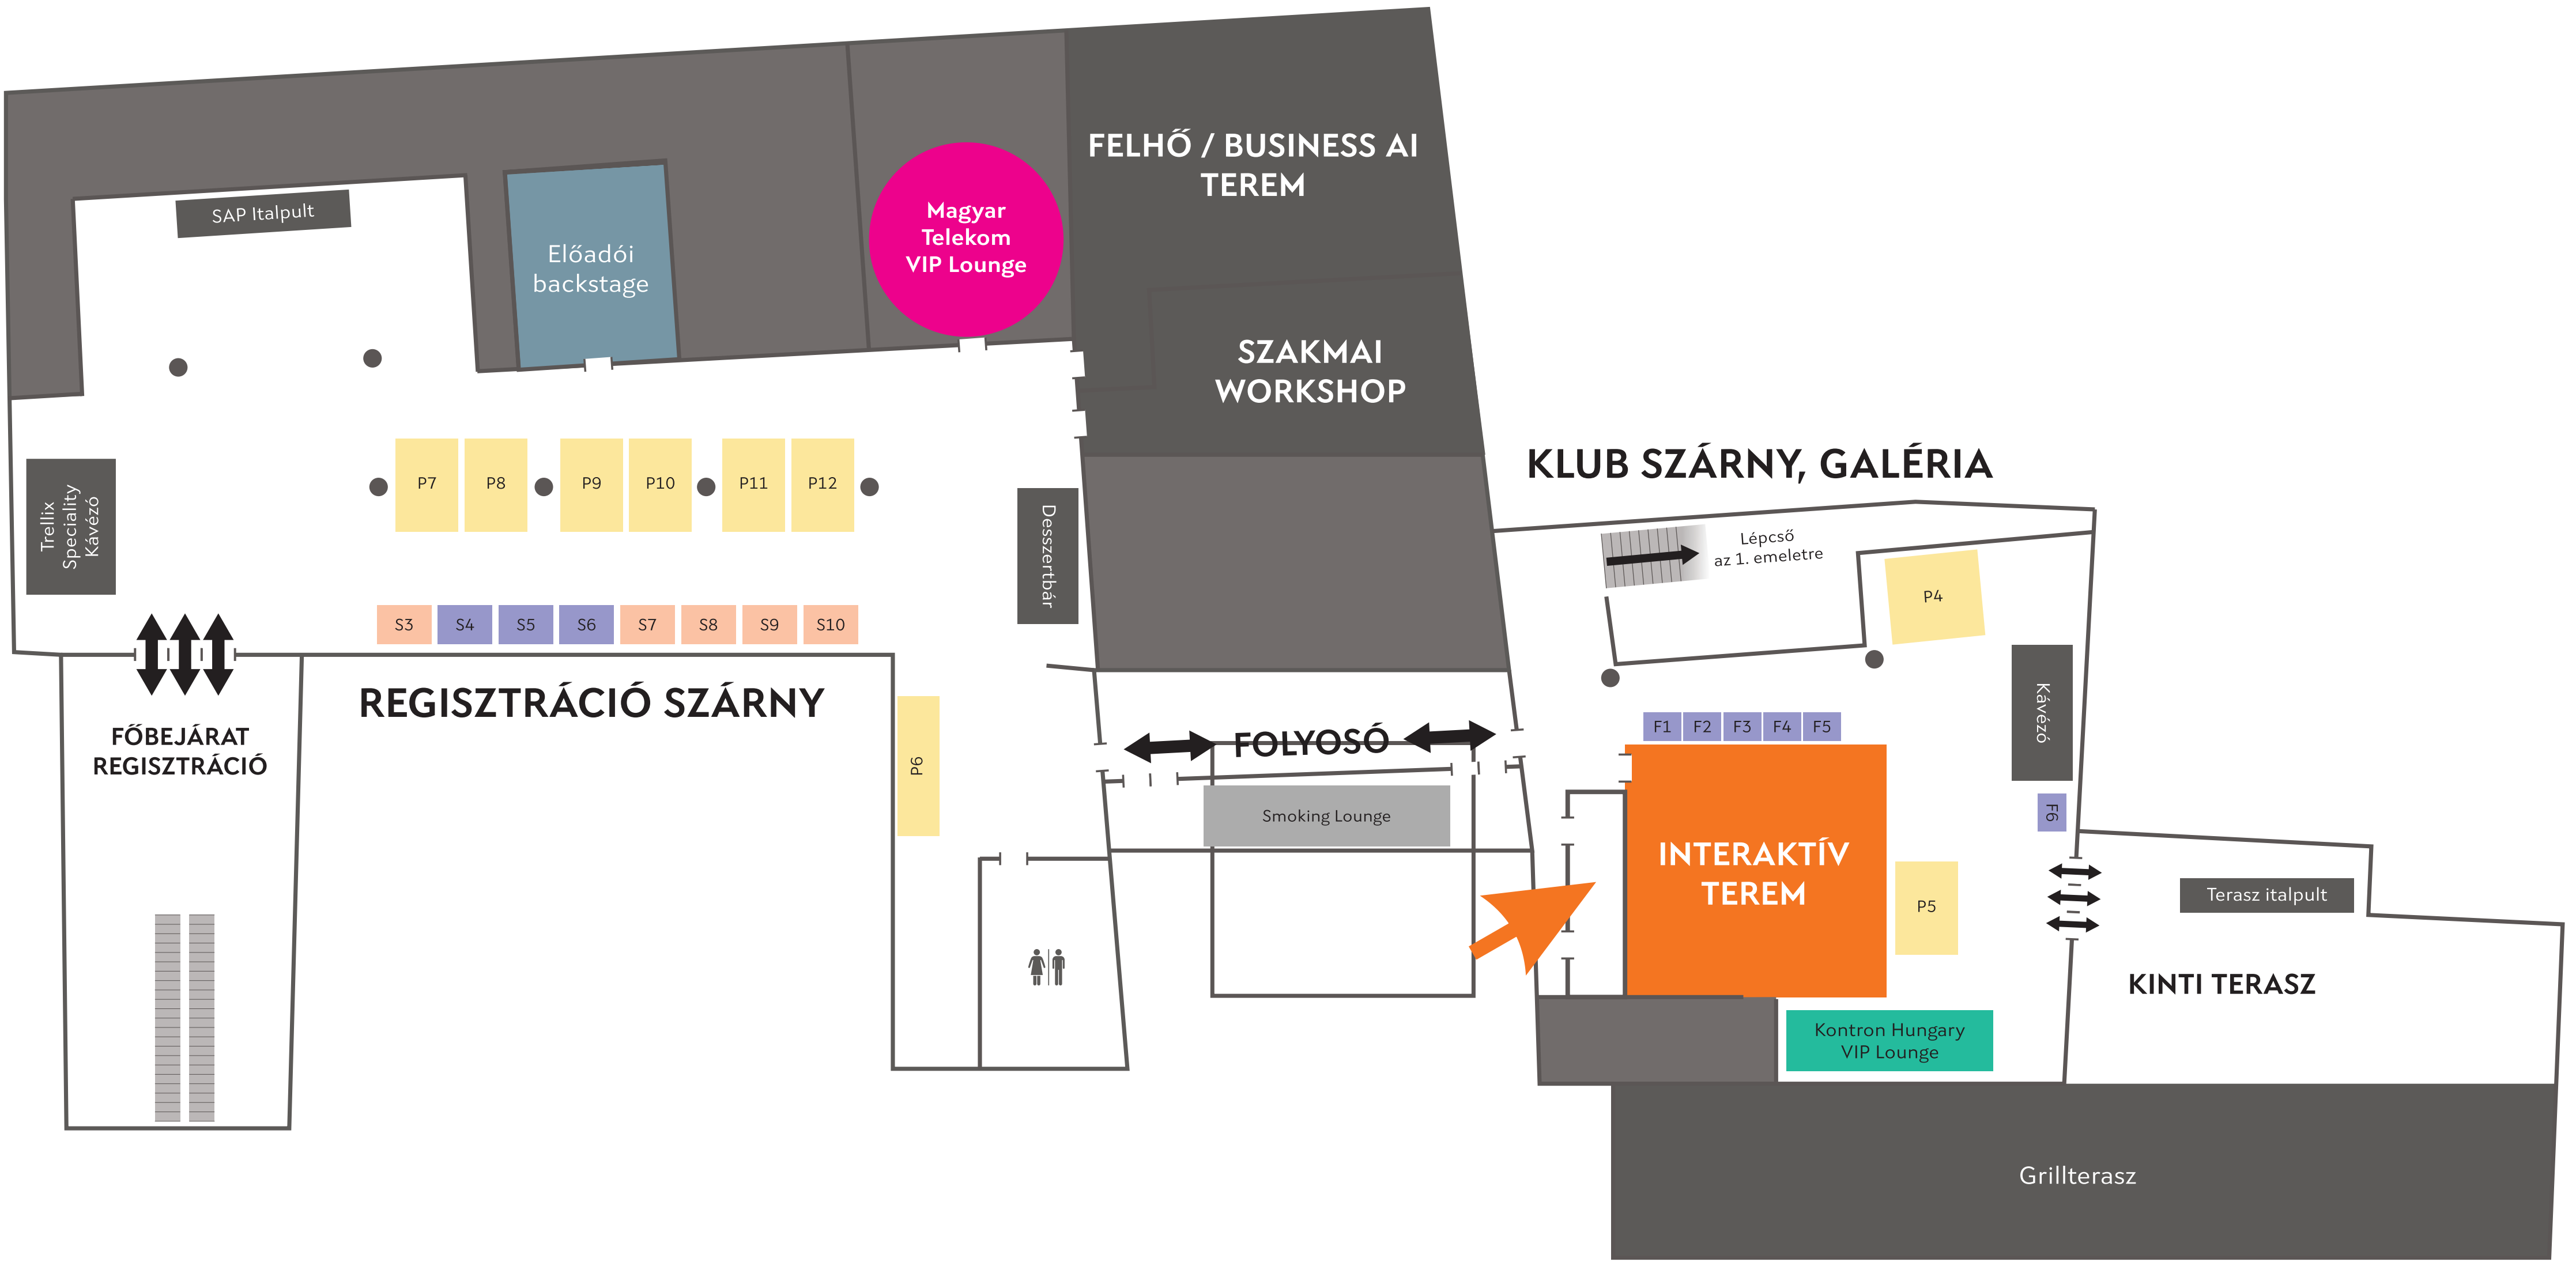 FELHŐ / BUSINESS AI
TEREM
SAP Italpult
Magyar
Telekom
VIP Lounge
Előadói
backstage
SZAKMAI
WORKSHOP
Trellix
Speciality
Kávézó
P7
P8
P9
P10
P11
P12
Desszertbár
S3
S4
S5
S6
S7
S8
S9
S10
REGISZTRÁCIÓ SZÁRNY
FŐBEJÁRAT
REGISZTRÁCIÓ
P6
FOLYOSÓ
Smoking Lounge
KLUB SZÁRNY, GALÉRIA
Lépcső
az 1. emeletre
P4
Kávézó
F1
F2
F3
F4
F5
F6
INTERAKTÍV
TEREM
P5
Terasz italpult
KINTI TERASZ
Kontron Hungary
VIP Lounge
Grillterasz